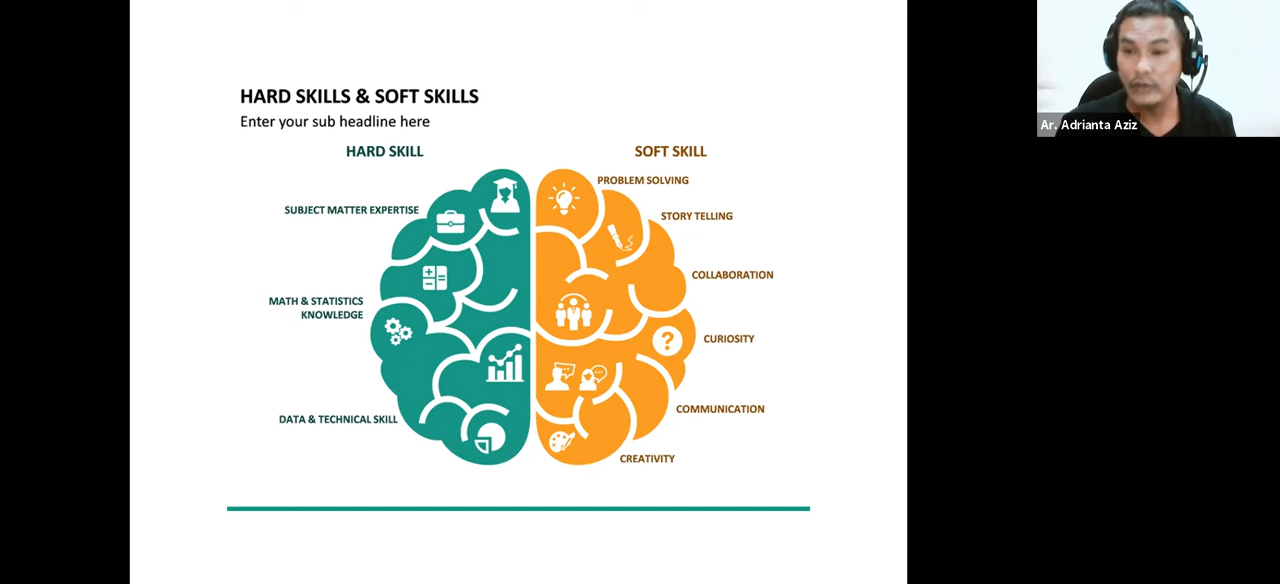 HARD SKILLS & SOFT SKILLS
Enter your sub headline here
HARD SKILL
SUBJECT MATTER EXPERTISE
MATH & STATISTICS
KNOWLEDGE
DATA & TECHNICAL SKILL
SOFT SKILL
PROBLEM SOLVING
STORY TELLING
COLLABORATION
CURIOSITY
COMMUNICATION
CREATIVITY
?
Ar. Adrianta Aziz